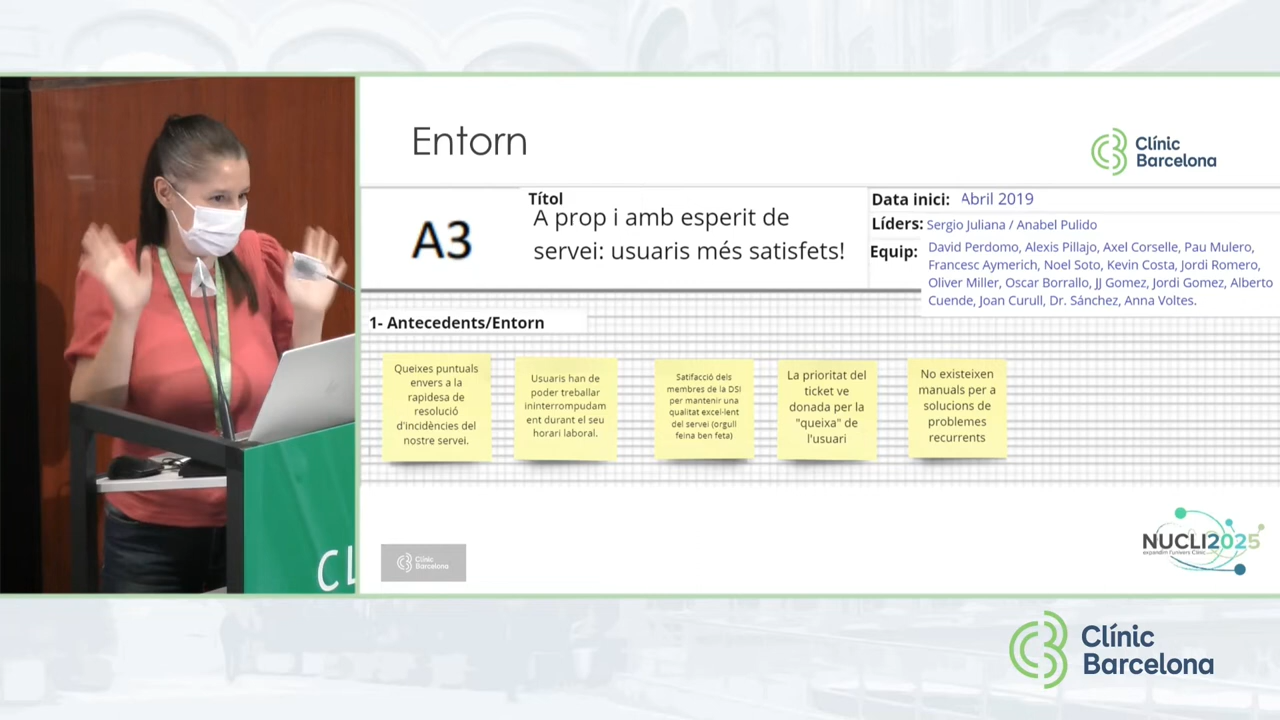 Entorn
Clínic
Barcelona
A3
Títol
A prop i amb esperit de
servei: usuaris més satisfets!
Data inici: Abril 2019
Líders: Sergio Juliana / Anabel Pulido
Equip: David Perdomo, Alexis Pillajo, Axel Corselle, Pau Mulero,
Francesc Aymerich, Noel Soto, Kevin Costa, Jordi Romero,
Oliver Miller, Oscar Borrallo, JJ Gomez, Jordi Gomez, Alberto
Cuende, Joan Curull, Dr. Sánchez, Anna Voltes.
1- Antecedents/Entorn
Queixes puntuals
envers a la
rapidesa de
resolució
d'incidències del
nostre servei.
Usuaris han de
poder treballar
ininterrompudam
ent durant el seu
horari laboral.
Satifacció dels
membres de la DSI
per mantenir una
qualitat excel·lent
del servei (orgull
feina ben feta)
La prioritat del
ticket ve
donada per la
"queixa" de
l'usuari
No existeixen
manuals per a
solucions de
problemes
recurrents
Clínic
Barcelona
NUCLI2025
expandim l'univers Clínic
CL
Clínic
Barcelona